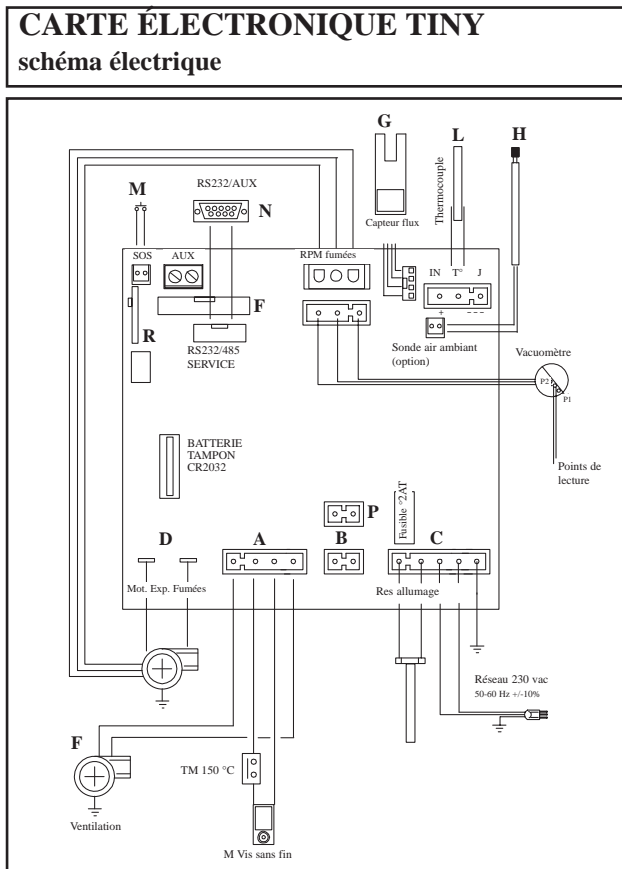 CARTE ÉLECTRONIQUE TINY
schéma électrique
G
L
H
M
RS232/AUX
N
Thermocouple
Capteur flux
SOS
AUX
RPM fumées
IN T° J
F
+ ---
R
RS232/485
SERVICE
Sonde air ambiant
(option)
Vacuomètre
P2
P1
BATTERIE
TAMPON
CR2032
Points de
lecture
Fusible °2AT
P
D
A
B
C
Mot. Exp. Fumées
Res allumage
Réseau 230 vac
50-60 Hz +/-10%
F
TM 150 °C
Ventilation
M Vis sans fin